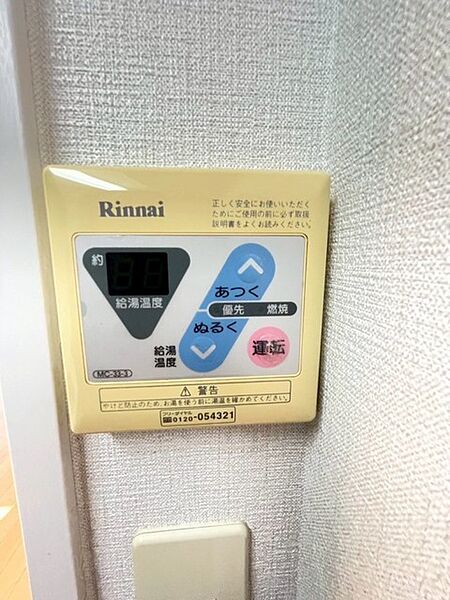 Rinnai
正しく安全にお使いいただく
ためにご使用の前に必ず取扱
説明書をよくお読みください。
約
給湯温度
あつく
優先 燃焼
ぬるく
給湯
温度
運転
MC-33-3
警告
やけど防止のため、お湯を使う前に湯温を確かめてください。
フリーダイヤル
0120-054321